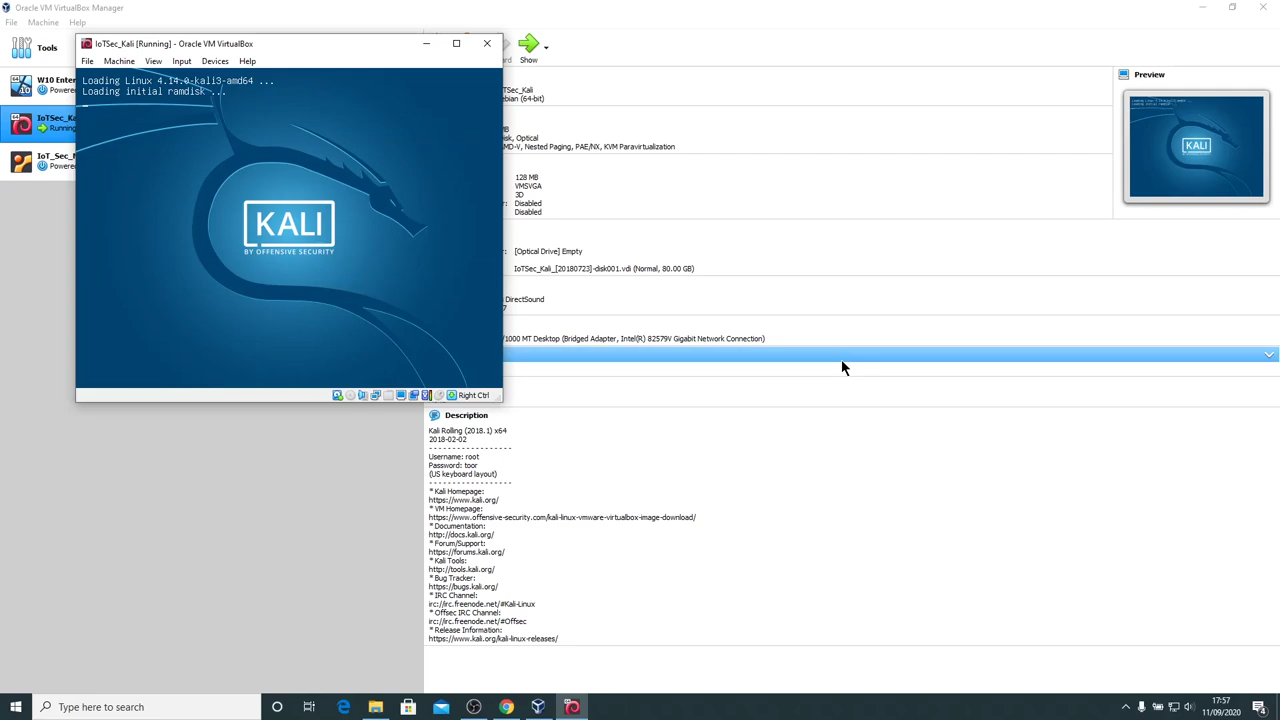 Oracle VM VirtualBox Manager
File Machine Help
Tools
Show
W10 Enter
Powere
IoTSec_K
Running
IoT_Sec_M
Powere
IoTSec_Kali [Running] - Oracle VM VirtualBox
File Machine View Input Devices Help
Loading Linux 4.14.0-kali3-amd64 ...
Loading initial ramdisk ...
KALI
BY OFFENSIVE SECURITY
Right Ctrl
TSec_Kali
ebian (64-bit)
MB
isk, Optical
MD-V, Nested Paging, PAE/NX, KVM Paravirtualization
128 MB
VMSVGA
3D
r: Disabled
Disabled
r: [Optical Drive] Empty
IoTSec_Kali_[20180723]-disk001.vdi (Normal, 80.00 GB)
DirectSound
7
/1000 MT Desktop (Bridged Adapter, Intel(R) 82579V Gigabit Network Connection)
Preview
KALI
Description
Kali Rolling (2018.1) x64
2018-02-02
- - - - - - - - - - - - - - - - - - -
Username: root
Password: toor
(US keyboard layout)
- - - - - - - - - - - - - - - - - - -
* Kali Homepage:
https://www.kali.org/
* VM Homepage:
https://www.offensive-security.com/kali-linux-vmware-virtualbox-image-download/
* Documentation:
http://docs.kali.org/
* Forum/Support:
https://forums.kali.org/
* Kali Tools:
http://tools.kali.org/
* Bug Tracker:
https://bugs.kali.org/
* IRC Channel:
irc://irc.freenode.net/#Kali-Linux
* Offsec IRC Channel:
irc://irc.freenode.net/#Offsec
* Release Information:
https://www.kali.org/kali-linux-releases/
Type here to search
17:57
11/09/2020
4